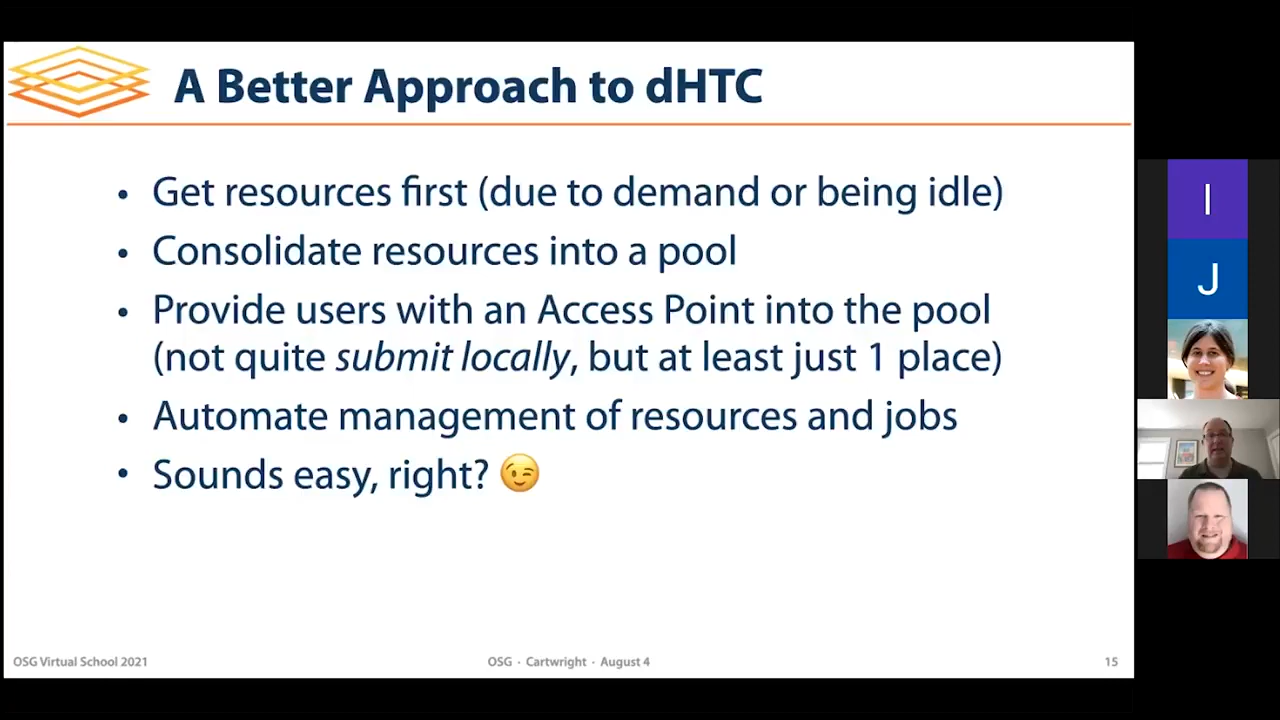 A Better Approach to dHTC
• Get resources first (due to demand or being idle)
• Consolidate resources into a pool
• Provide users with an Access Point into the pool
(not quite submit locally, but at least just 1 place)
• Automate management of resources and jobs
• Sounds easy, right? 😉
OSG Virtual School 2021
OSG · Cartwright · August 4
15
I
J